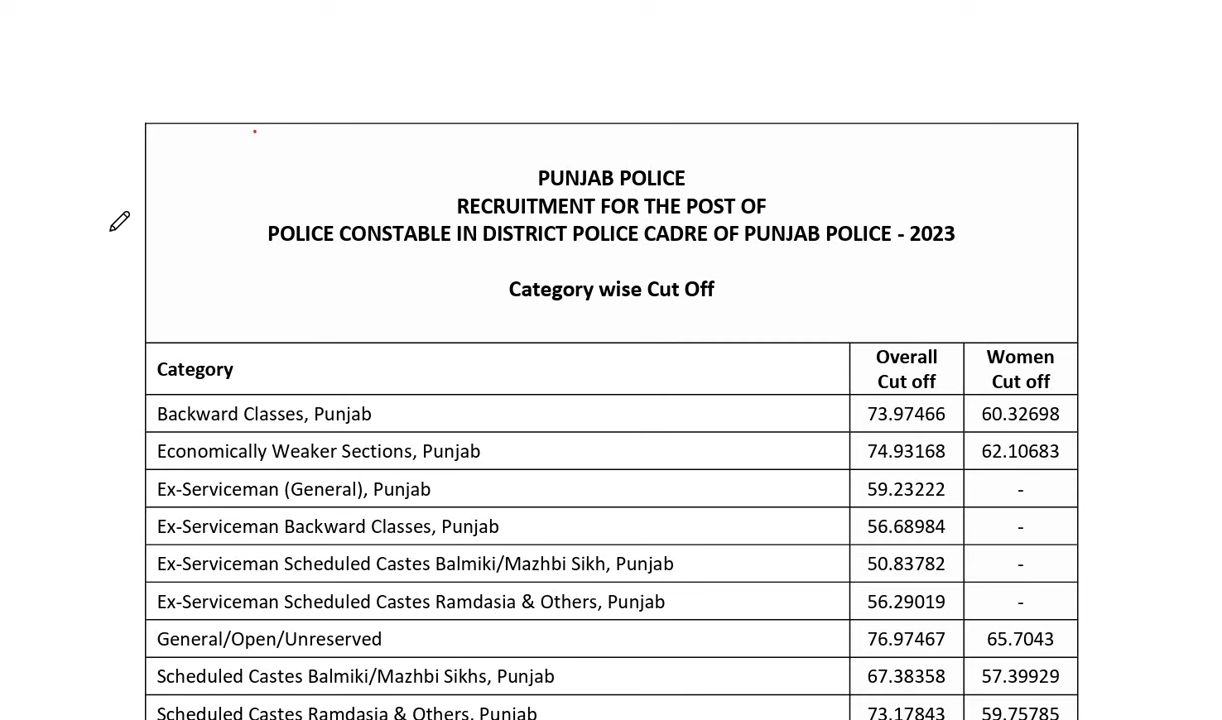 PUNJAB POLICE
RECRUITMENT FOR THE POST OF
POLICE CONSTABLE IN DISTRICT POLICE CADRE OF PUNJAB POLICE - 2023
Category wise Cut Off
Category Overall Cut off Women Cut off
Backward Classes, Punjab 73.97466 60.32698
Economically Weaker Sections, Punjab 74.93168 62.10683
Ex-Serviceman (General), Punjab 59.23222 -
Ex-Serviceman Backward Classes, Punjab 56.68984 -
Ex-Serviceman Scheduled Castes Balmiki/Mazhbi Sikh, Punjab 50.83782 -
Ex-Serviceman Scheduled Castes Ramdasia & Others, Punjab 56.29019 -
General/Open/Unreserved 76.97467 65.7043
Scheduled Castes Balmiki/Mazhbi Sikhs, Punjab 67.38358 57.39929
Scheduled Castes Ramdasia & Others, Punjab 73.17843 59.75785